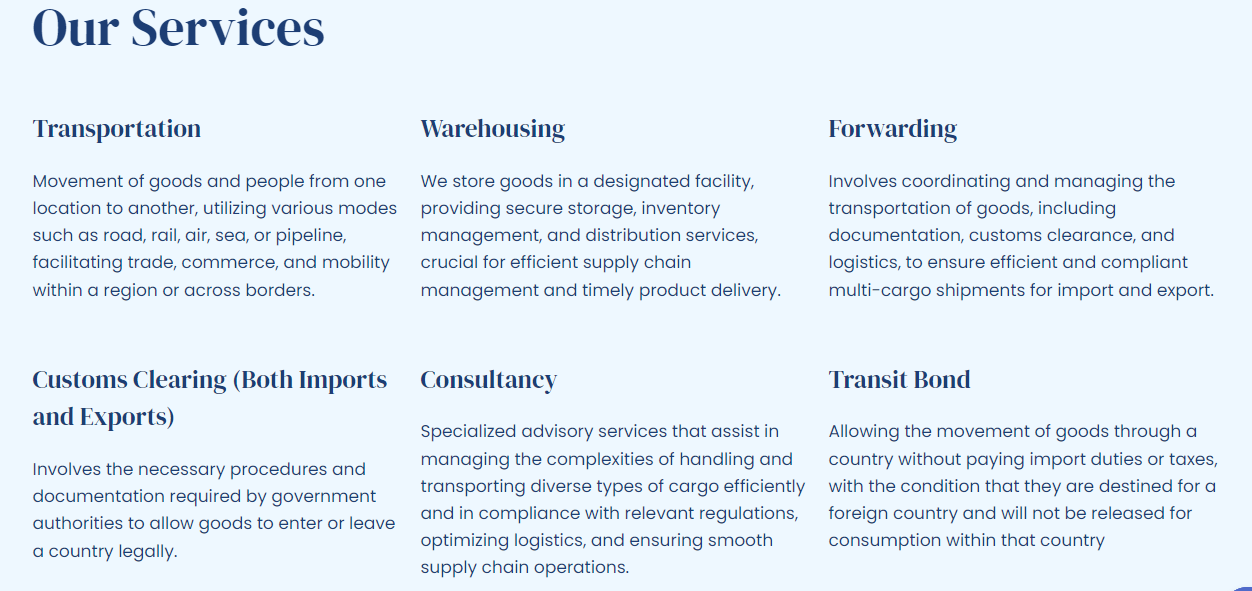 Our Services
Transportation
Movement of goods and people from one
location to another, utilizing various modes
such as road, rail, air, sea, or pipeline,
facilitating trade, commerce, and mobility
within a region or across borders.
Warehousing
We store goods in a designated facility,
providing secure storage, inventory
management, and distribution services,
crucial for efficient supply chain
management and timely product delivery.
Forwarding
Involves coordinating and managing the
transportation of goods, including
documentation, customs clearance, and
logistics, to ensure efficient and compliant
multi-cargo shipments for import and export.
Customs Clearing (Both Imports
and Exports)
Involves the necessary procedures and
documentation required by government
authorities to allow goods to enter or leave
a country legally.
Consultancy
Specialized advisory services that assist in
managing the complexities of handling and
transporting diverse types of cargo efficiently
and in compliance with relevant regulations,
optimizing logistics, and ensuring smooth
supply chain operations.
Transit Bond
Allowing the movement of goods through a
country without paying import duties or taxes,
with the condition that they are destined for a
foreign country and will not be released for
consumption within that country